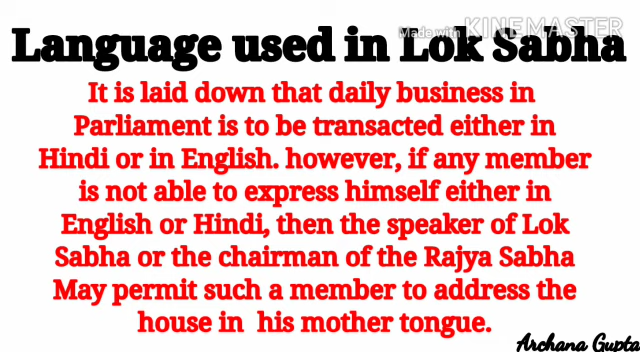 Made with KINEMASTER
Language used in Lok Sabha
It is laid down that daily business in
Parliament is to be transacted either in
Hindi or in English. however, if any member
is not able to express himself either in
English or Hindi, then the speaker of Lok
Sabha or the chairman of the Rajya Sabha
May permit such a member to address the
house in his mother tongue.
Archana Gupta